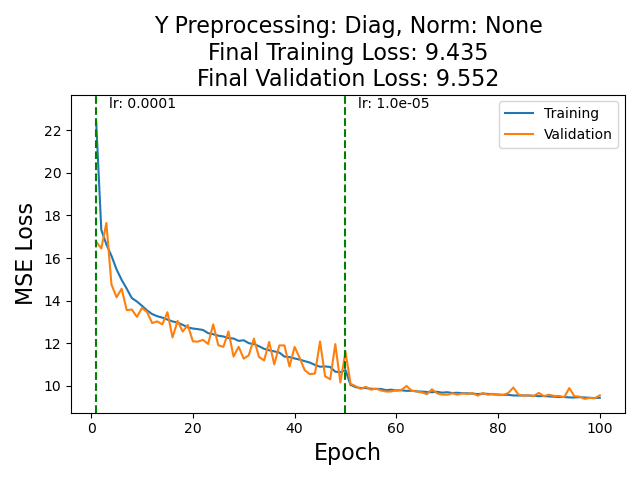 Y Preprocessing: Diag, Norm: None
Final Training Loss: 9.435
Final Validation Loss: 9.552
lr: 0.0001
lr: 1.0e-05
Training
Validation
22
20
18
16
14
12
10
MSE Loss
0
20
40
60
80
100
Epoch